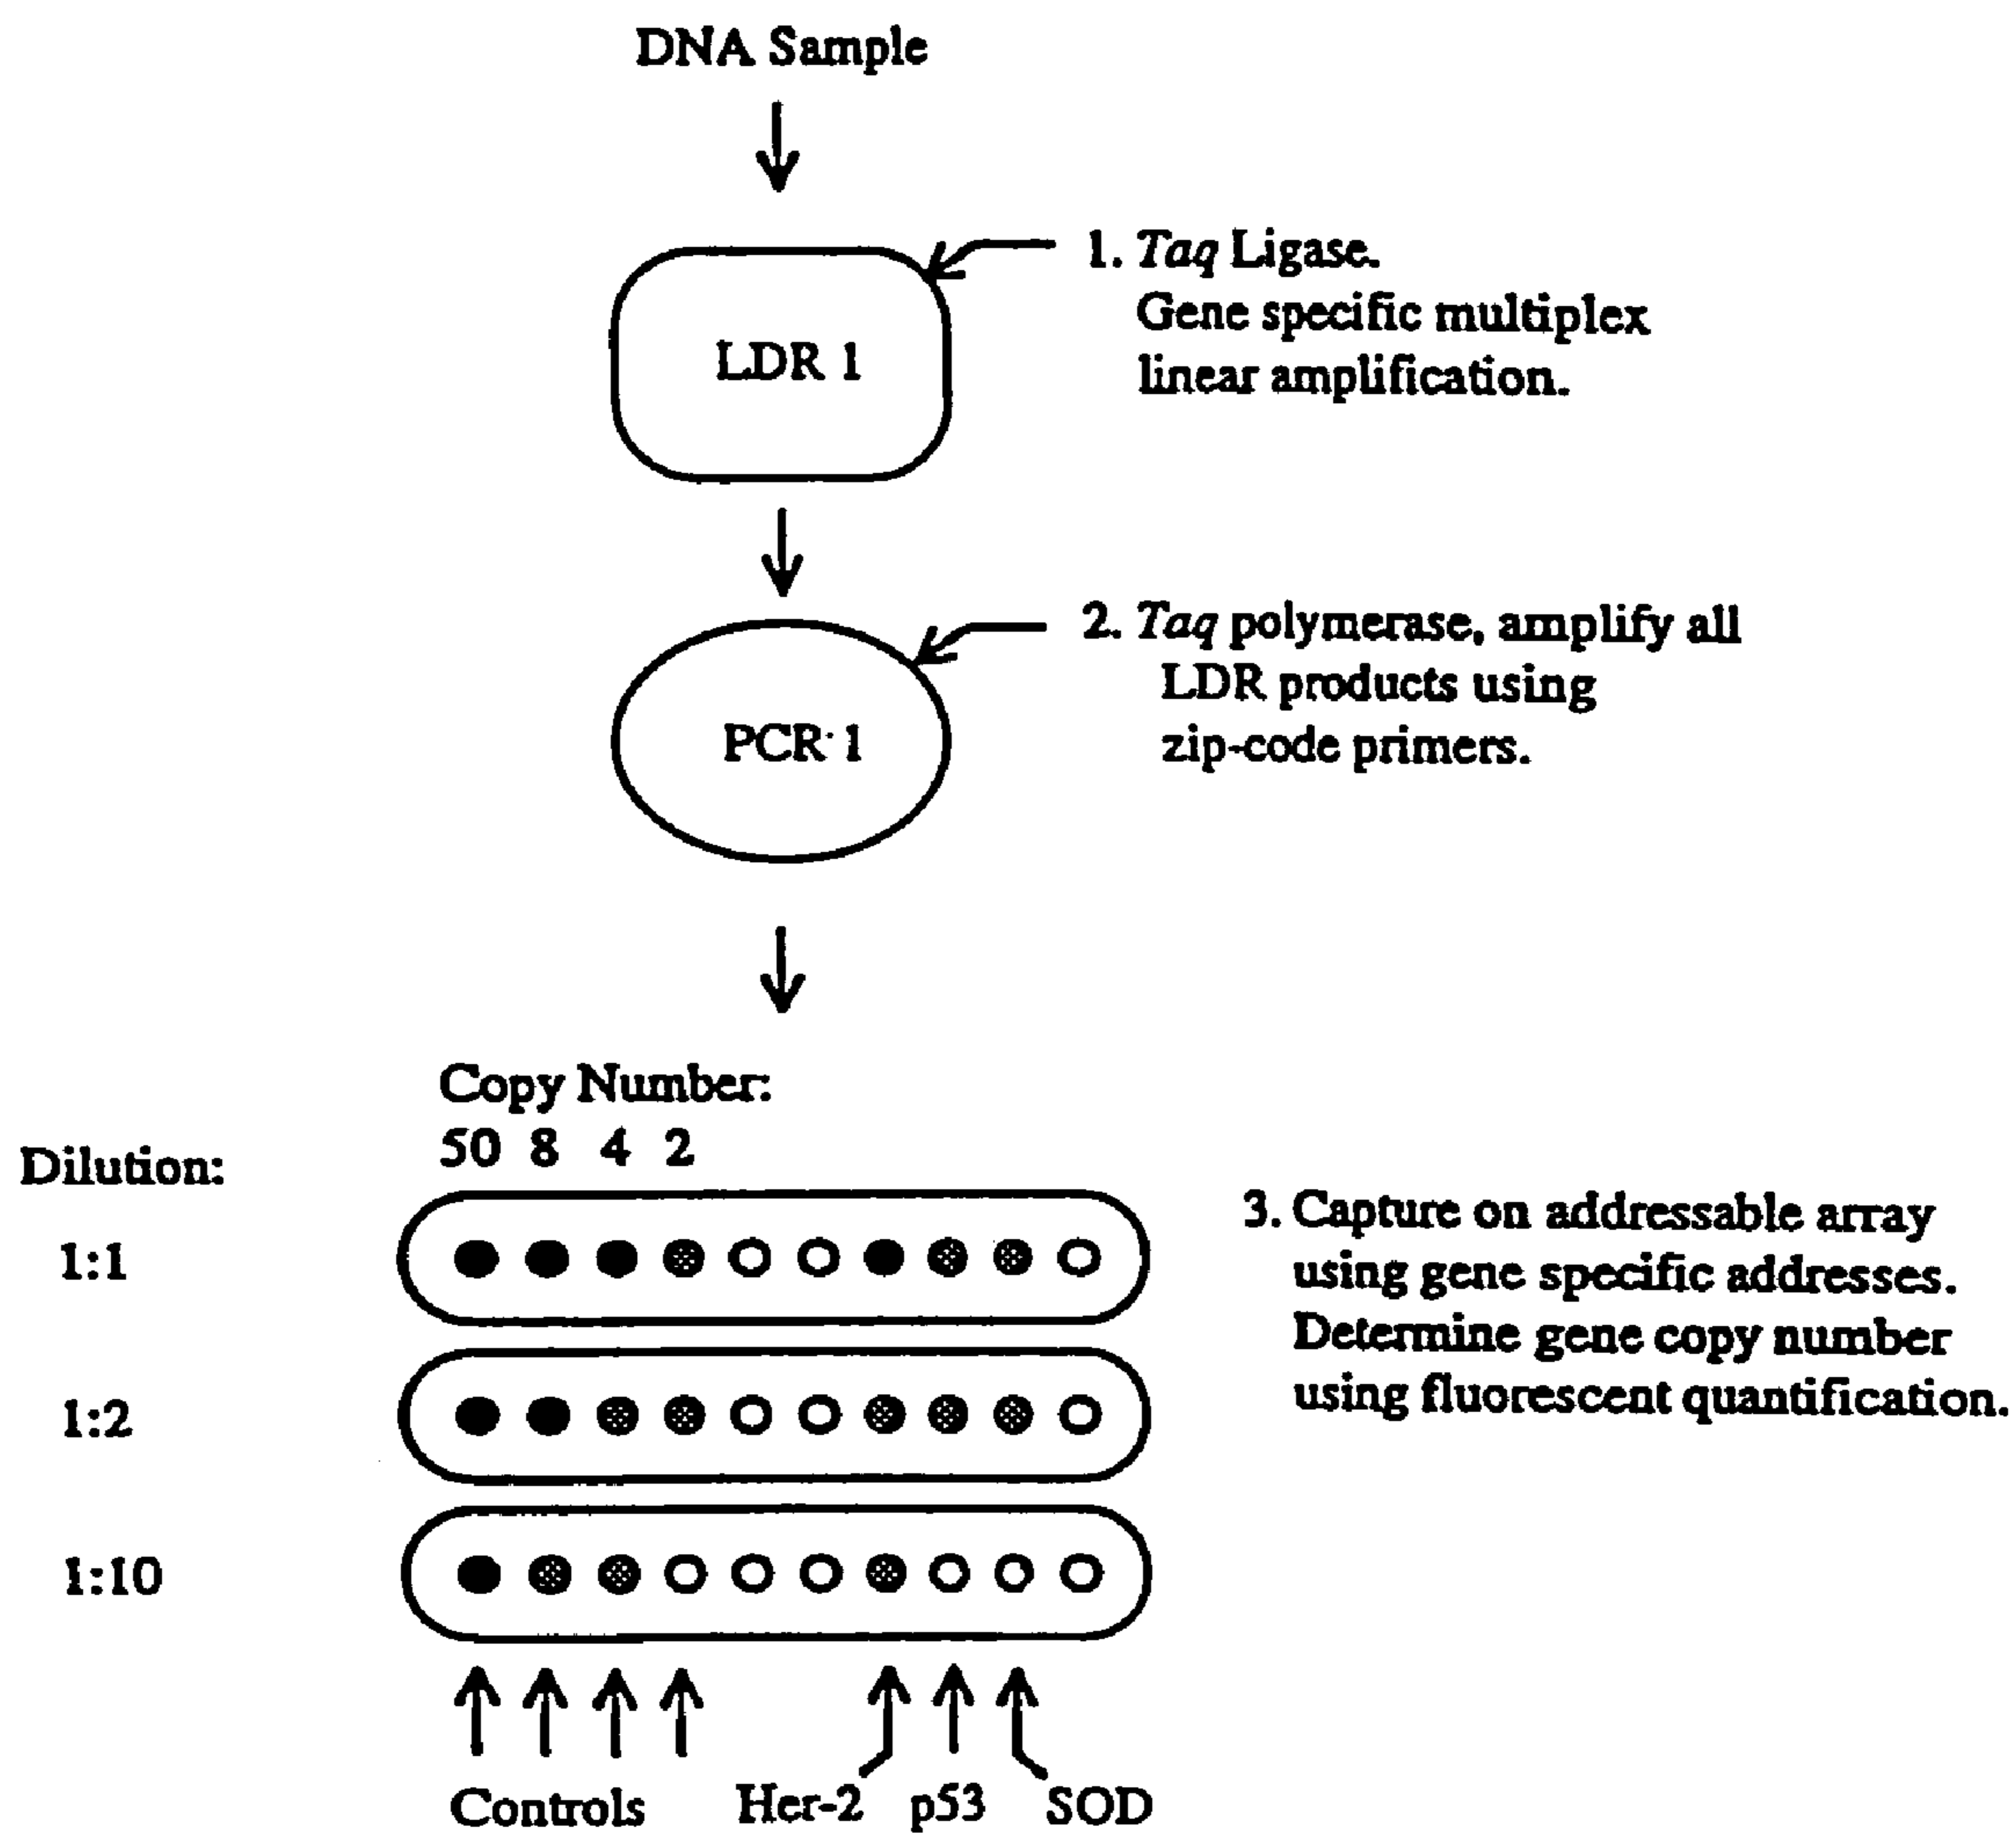 DNA Sample
1. Taq Ligase.
Gene specific multiplex
linear amplification.
LDR 1
2. Taq polymerase, amplify all
LDR products using
zip-code primers.
PCR 1
Copy Number:
50 8 4 2
Dilution:
1:1
3. Capture on addressable array
using gene specific addresses.
Determine gene copy number
using fluorescent quantification.
1:2
1:10
Controls Her-2 p53 SOD